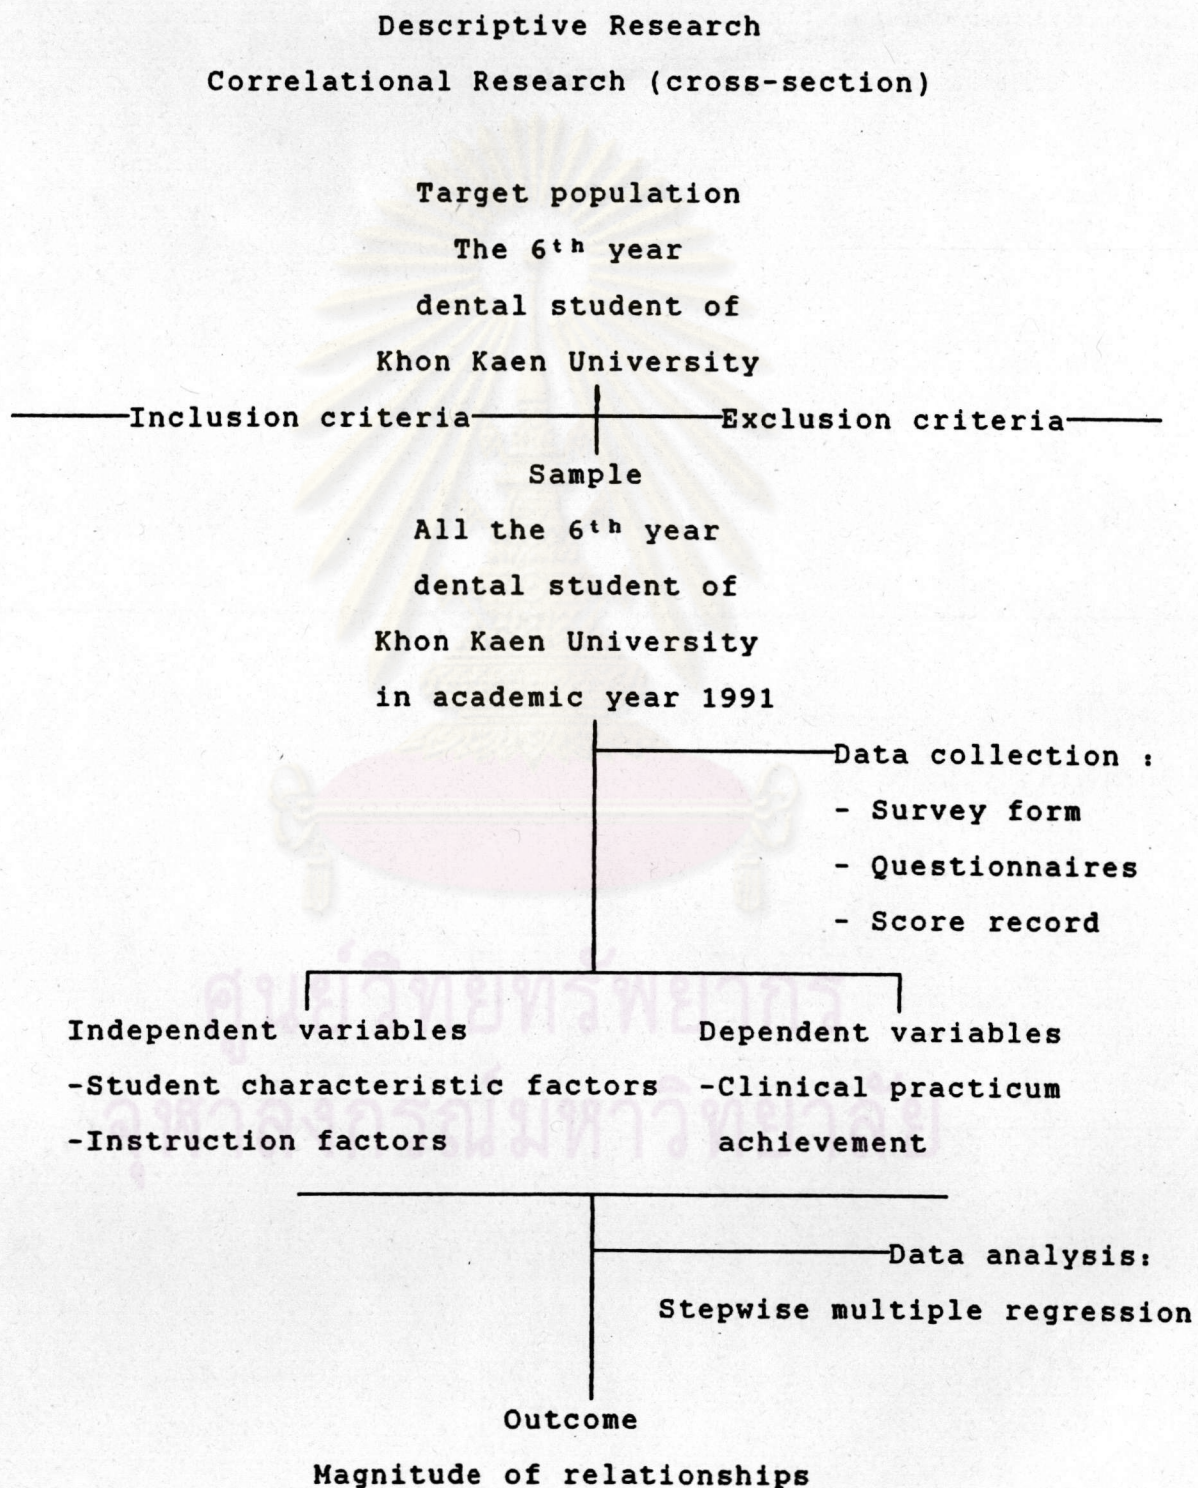 Descriptive Research
Correlational Research (cross-section)
Target population
The 6th year
dental student of
Khon Kaen University
Inclusion criteria
Exclusion criteria
Sample
All the 6th year
dental student of
Khon Kaen University
in academic year 1991
Data collection :
- Survey form
- Questionnaires
- Score record
ศูนย์วิทยทรัพยากร
จุฬาลงกรณ์มหาวิทยาลัย
Independent variables
-Student characteristic factors
-Instruction factors
Dependent variables
-Clinical practicum
achievement
Data analysis:
Stepwise multiple regression
Outcome
Magnitude of relationships